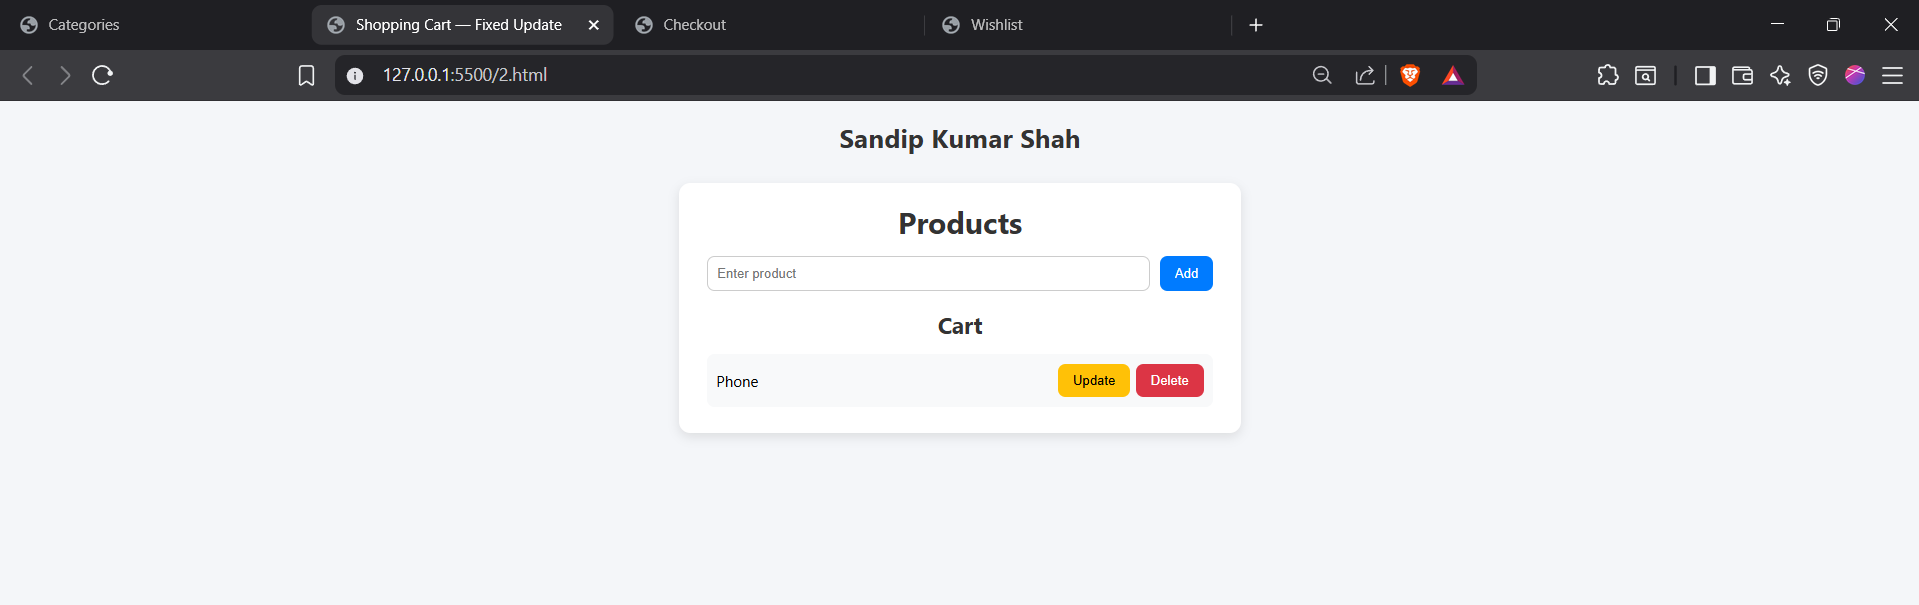 Categories
Shopping Cart — Fixed Update
Checkout
Wishlist
127.0.0.1:5500/2.html
Sandip Kumar Shah
Products
Enter product
Add
Cart
Phone
Update
Delete